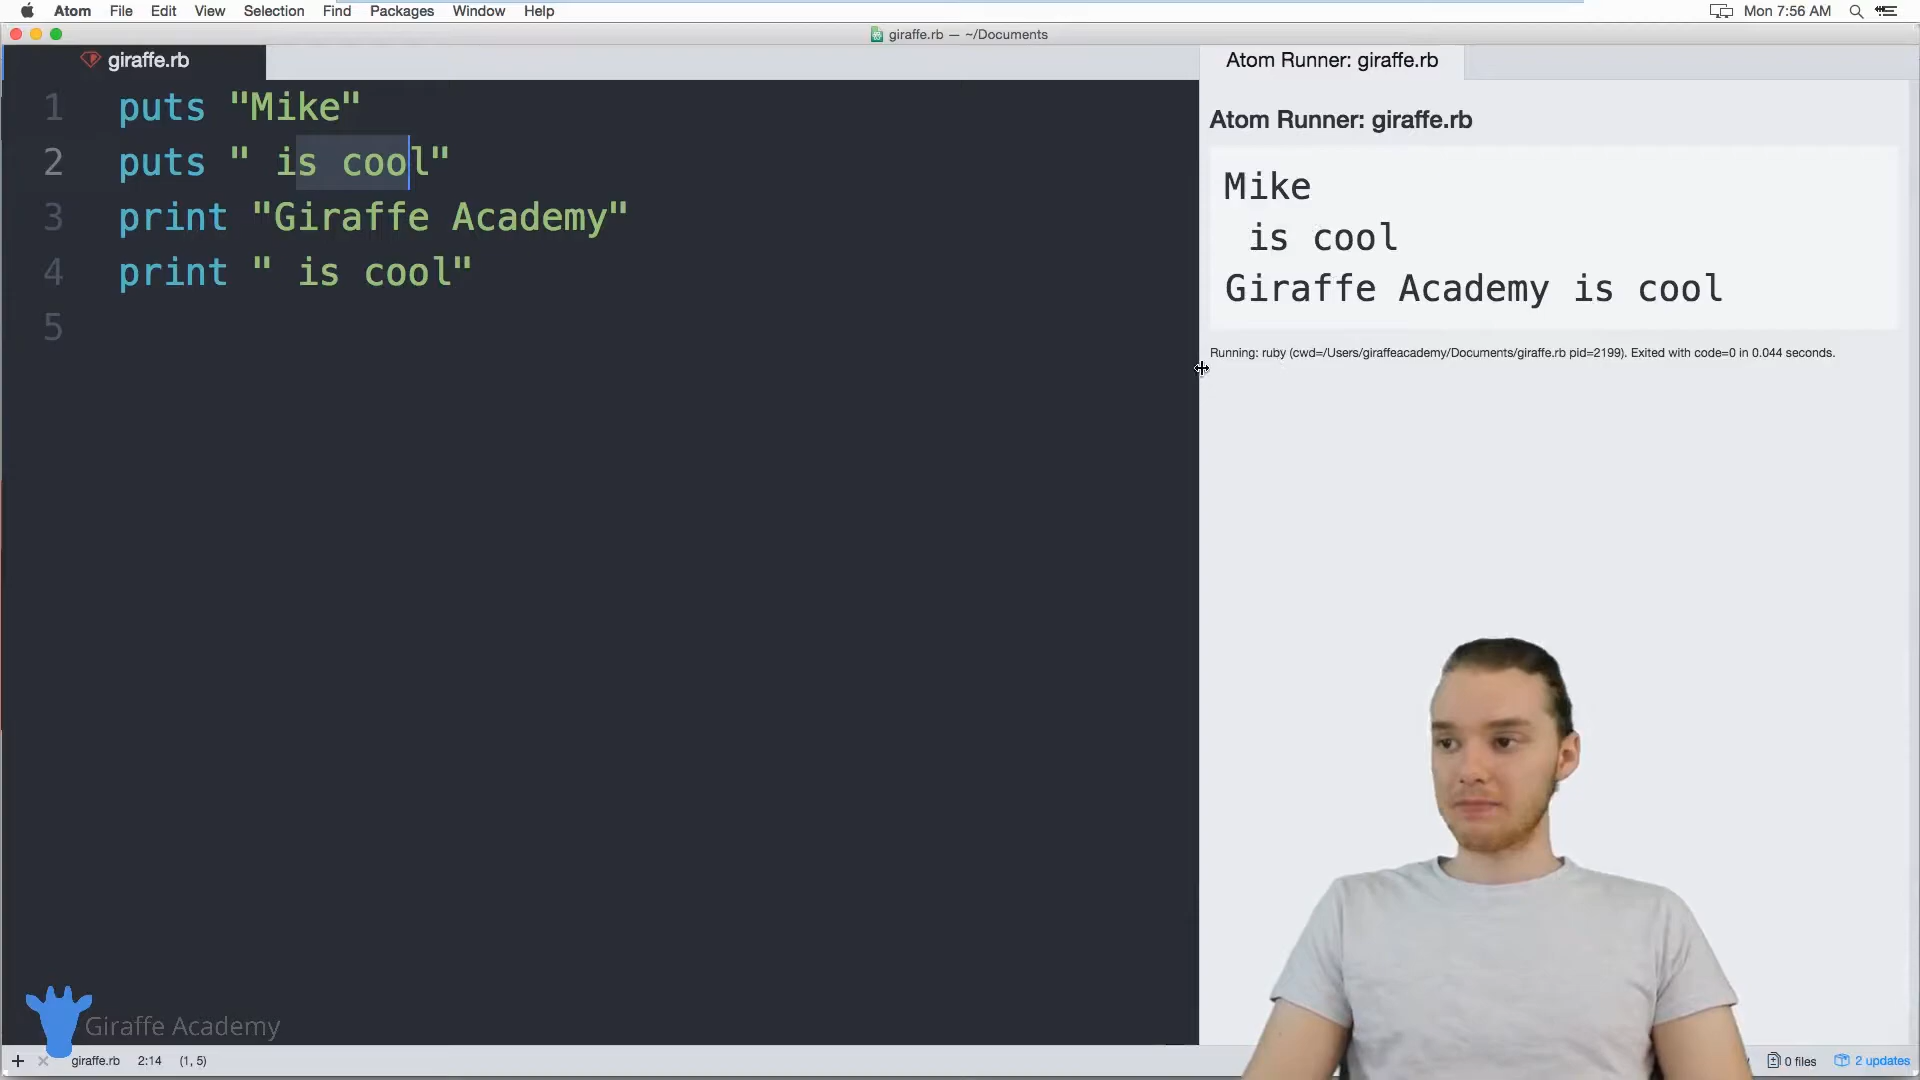 Atom File Edit View Selection Find Packages Window Help Mon 7:56 AM
giraffe.rb — ~/Documents
giraffe.rb
Atom Runner: giraffe.rb
1 puts "Mike"
2 puts " is cool"
3 print "Giraffe Academy"
4 print " is cool"
5
Atom Runner: giraffe.rb
Mike
is cool
Giraffe Academy is cool
Running: ruby (cwd=/Users/giraffeacademy/Documents/giraffe.rb pid=2199). Exited with code=0 in 0.044 seconds.
Giraffe Academy
giraffe.rb 2:14 (1, 5) 0 files 2 updates